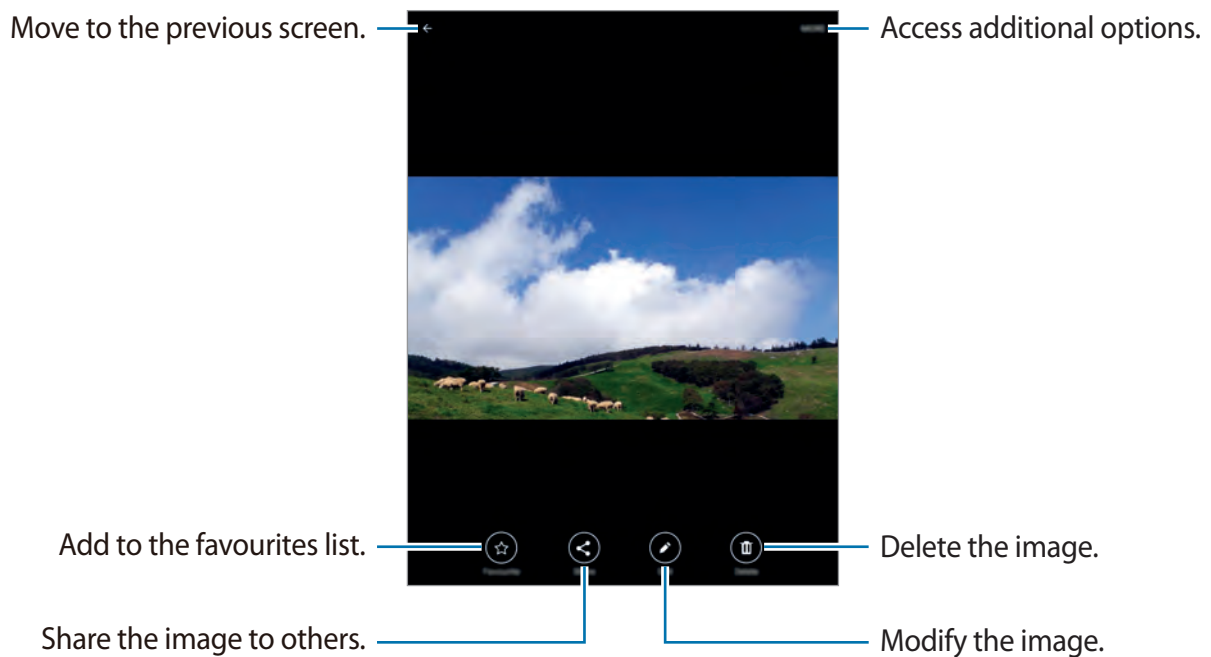 Move to the previous screen.
Access additional options.
Add to the favourites list.
Delete the image.
Share the image to others.
Modify the image.